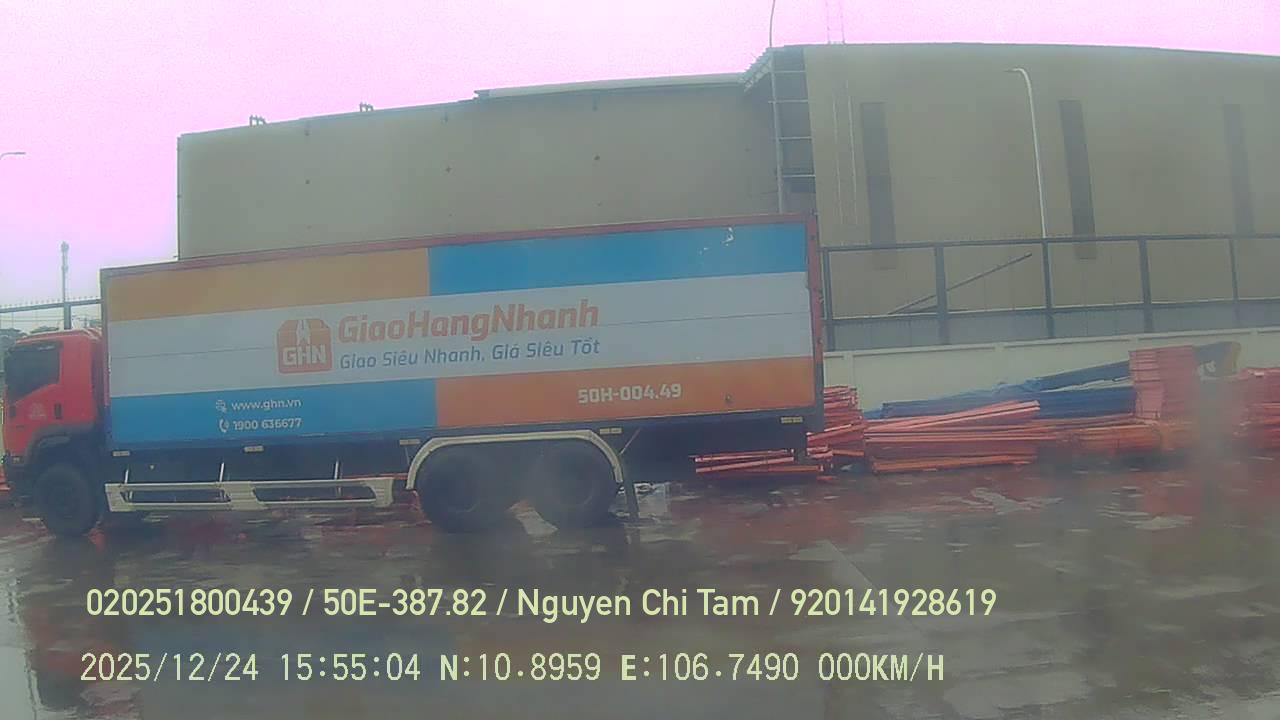 GiaoHangNhanh
GHN
Giao Siêu Nhanh, Giá Siêu Tốt
50H-004.49
www.ghn.vn
1900 636677
020251800439 / 50E-387.82 / Nguyen Chi Tam / 920141928619
2025/12/24 15:55:04 N:10.8959 E:106.7490 000KM/H